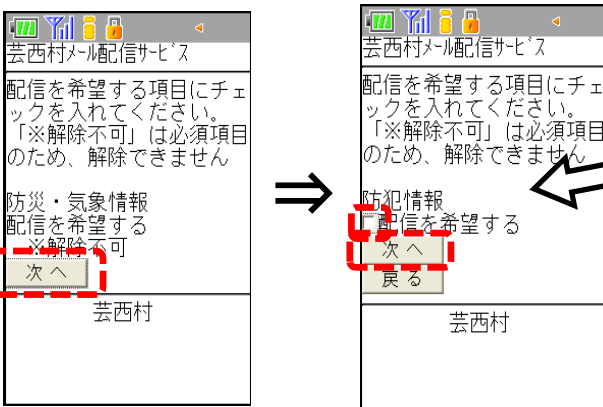 芸西村メール配信サービス
配信を希望する項目にチェ
ックを入れてください。
「※解除不可」は必須項目
のため、解除できません
防災・気象情報
配信を希望する
※解除不可
次へ
芸西村
芸西村メール配信サービス
配信を希望する項目にチェ
ックを入れてください。
「※解除不可」は必須項目
のため、解除できません
防犯情報
配信を希望する
次へ
戻る
芸西村